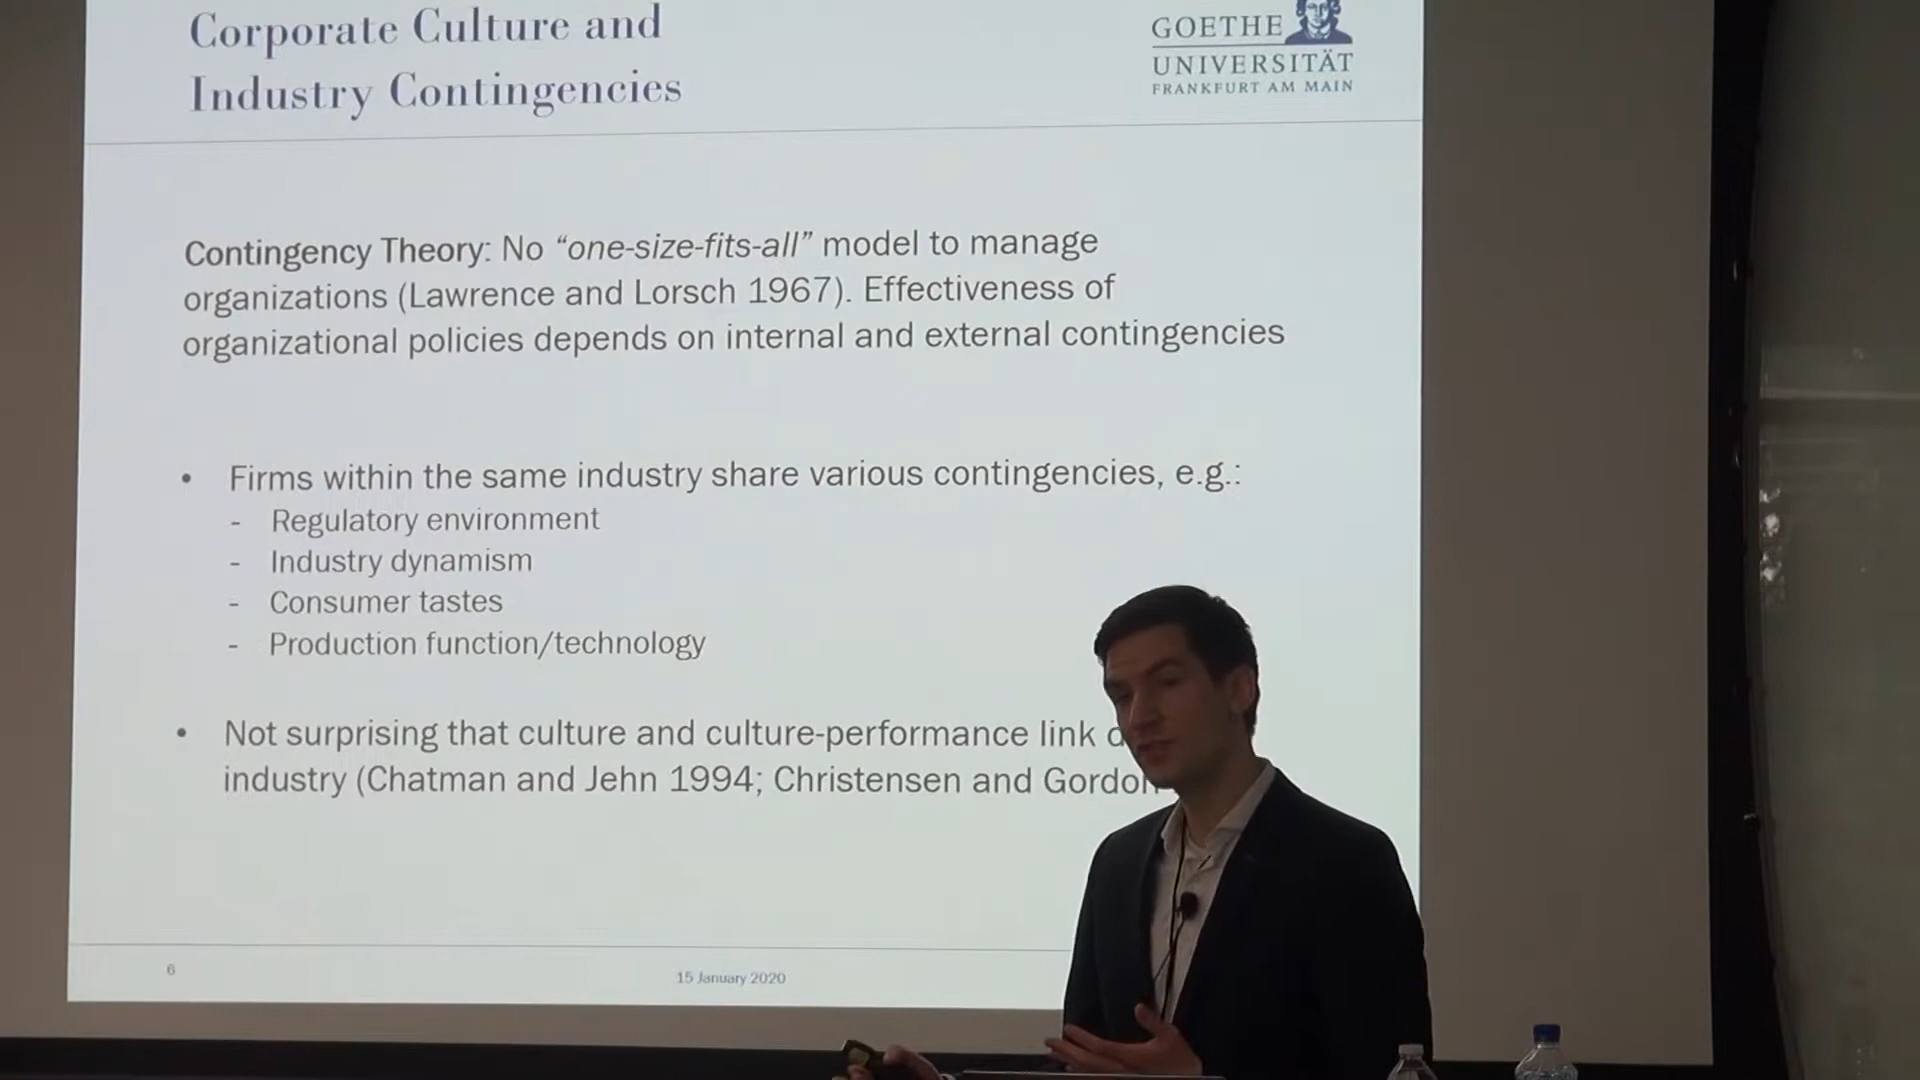 Corporate Culture and
Industry Contingencies
GOETHE
UNIVERSITÄT
FRANKFURT AM MAIN
Contingency Theory: No “one-size-fits-all” model to manage
organizations (Lawrence and Lorsch 1967). Effectiveness of
organizational policies depends on internal and external contingencies
• Firms within the same industry share various contingencies, e.g.:
- Regulatory environment
- Industry dynamism
- Consumer tastes
- Production function/technology
• Not surprising that culture and culture-performance link
industry (Chatman and Jehn 1994; Christensen and Gordon
6
15 January 2020